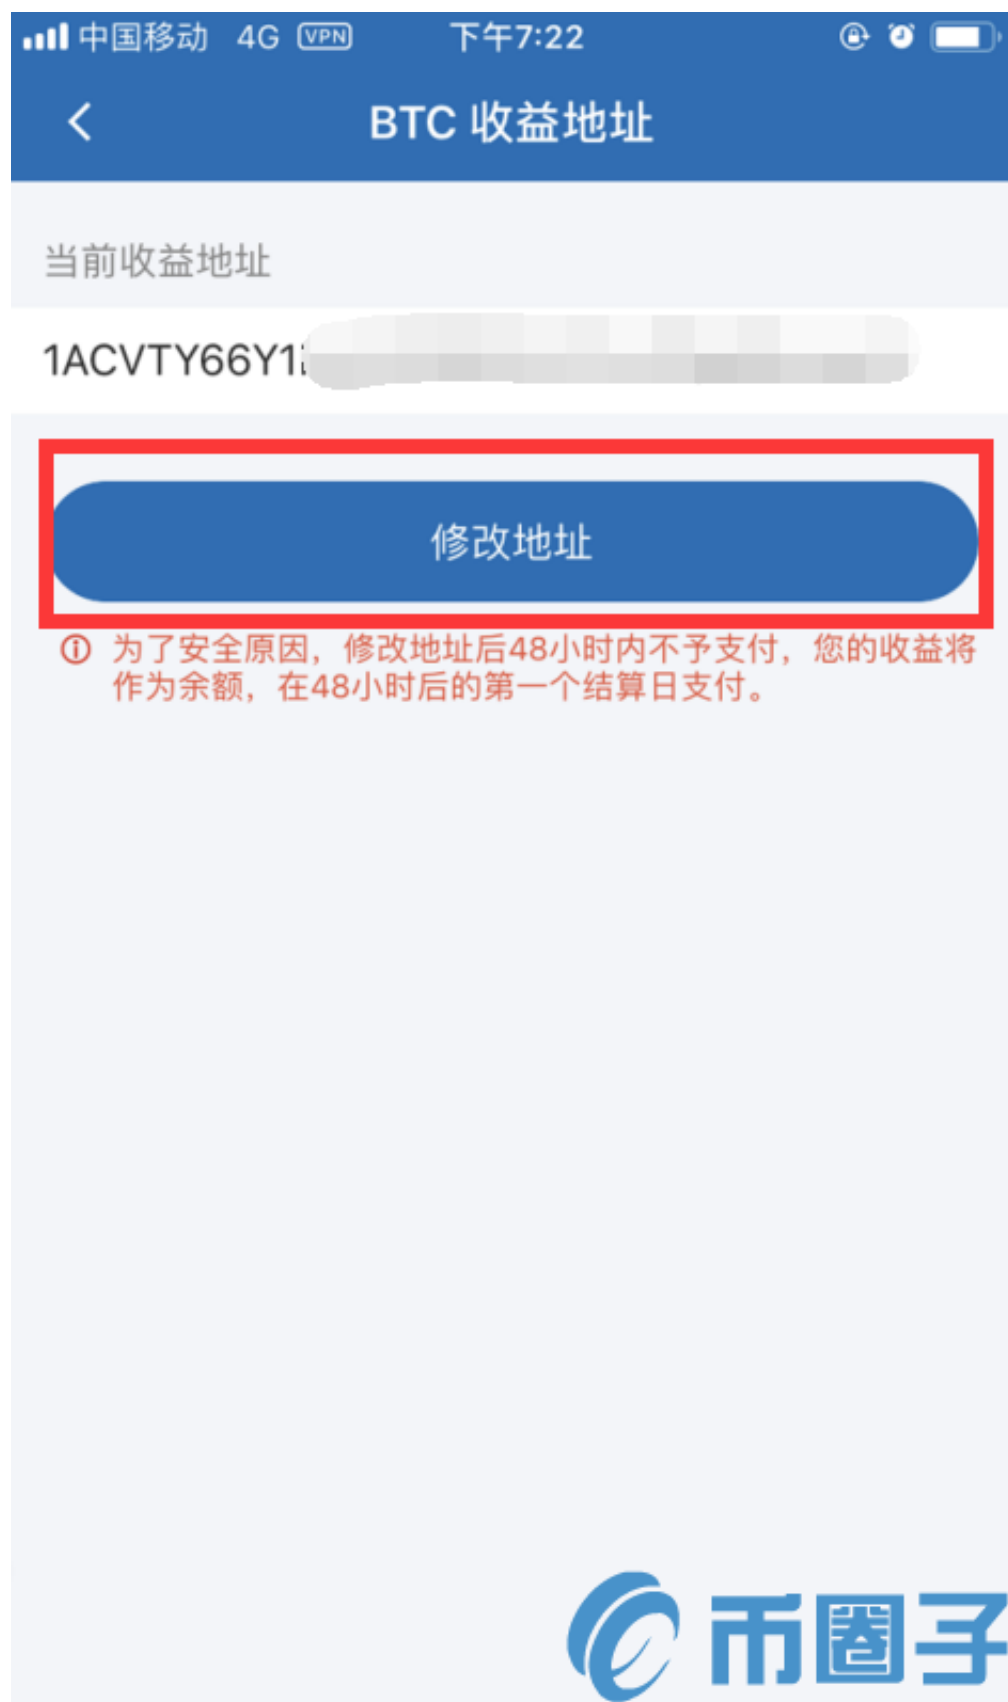 中国移动 4G VPN 下午7:22
BTC 收益地址
当前收益地址
1ACVTY66Y1
修改地址
为了安全原因，修改地址后48小时内不予支付，您的收益将
作为余额，在48小时后的第一个结算日支付。
币圈子